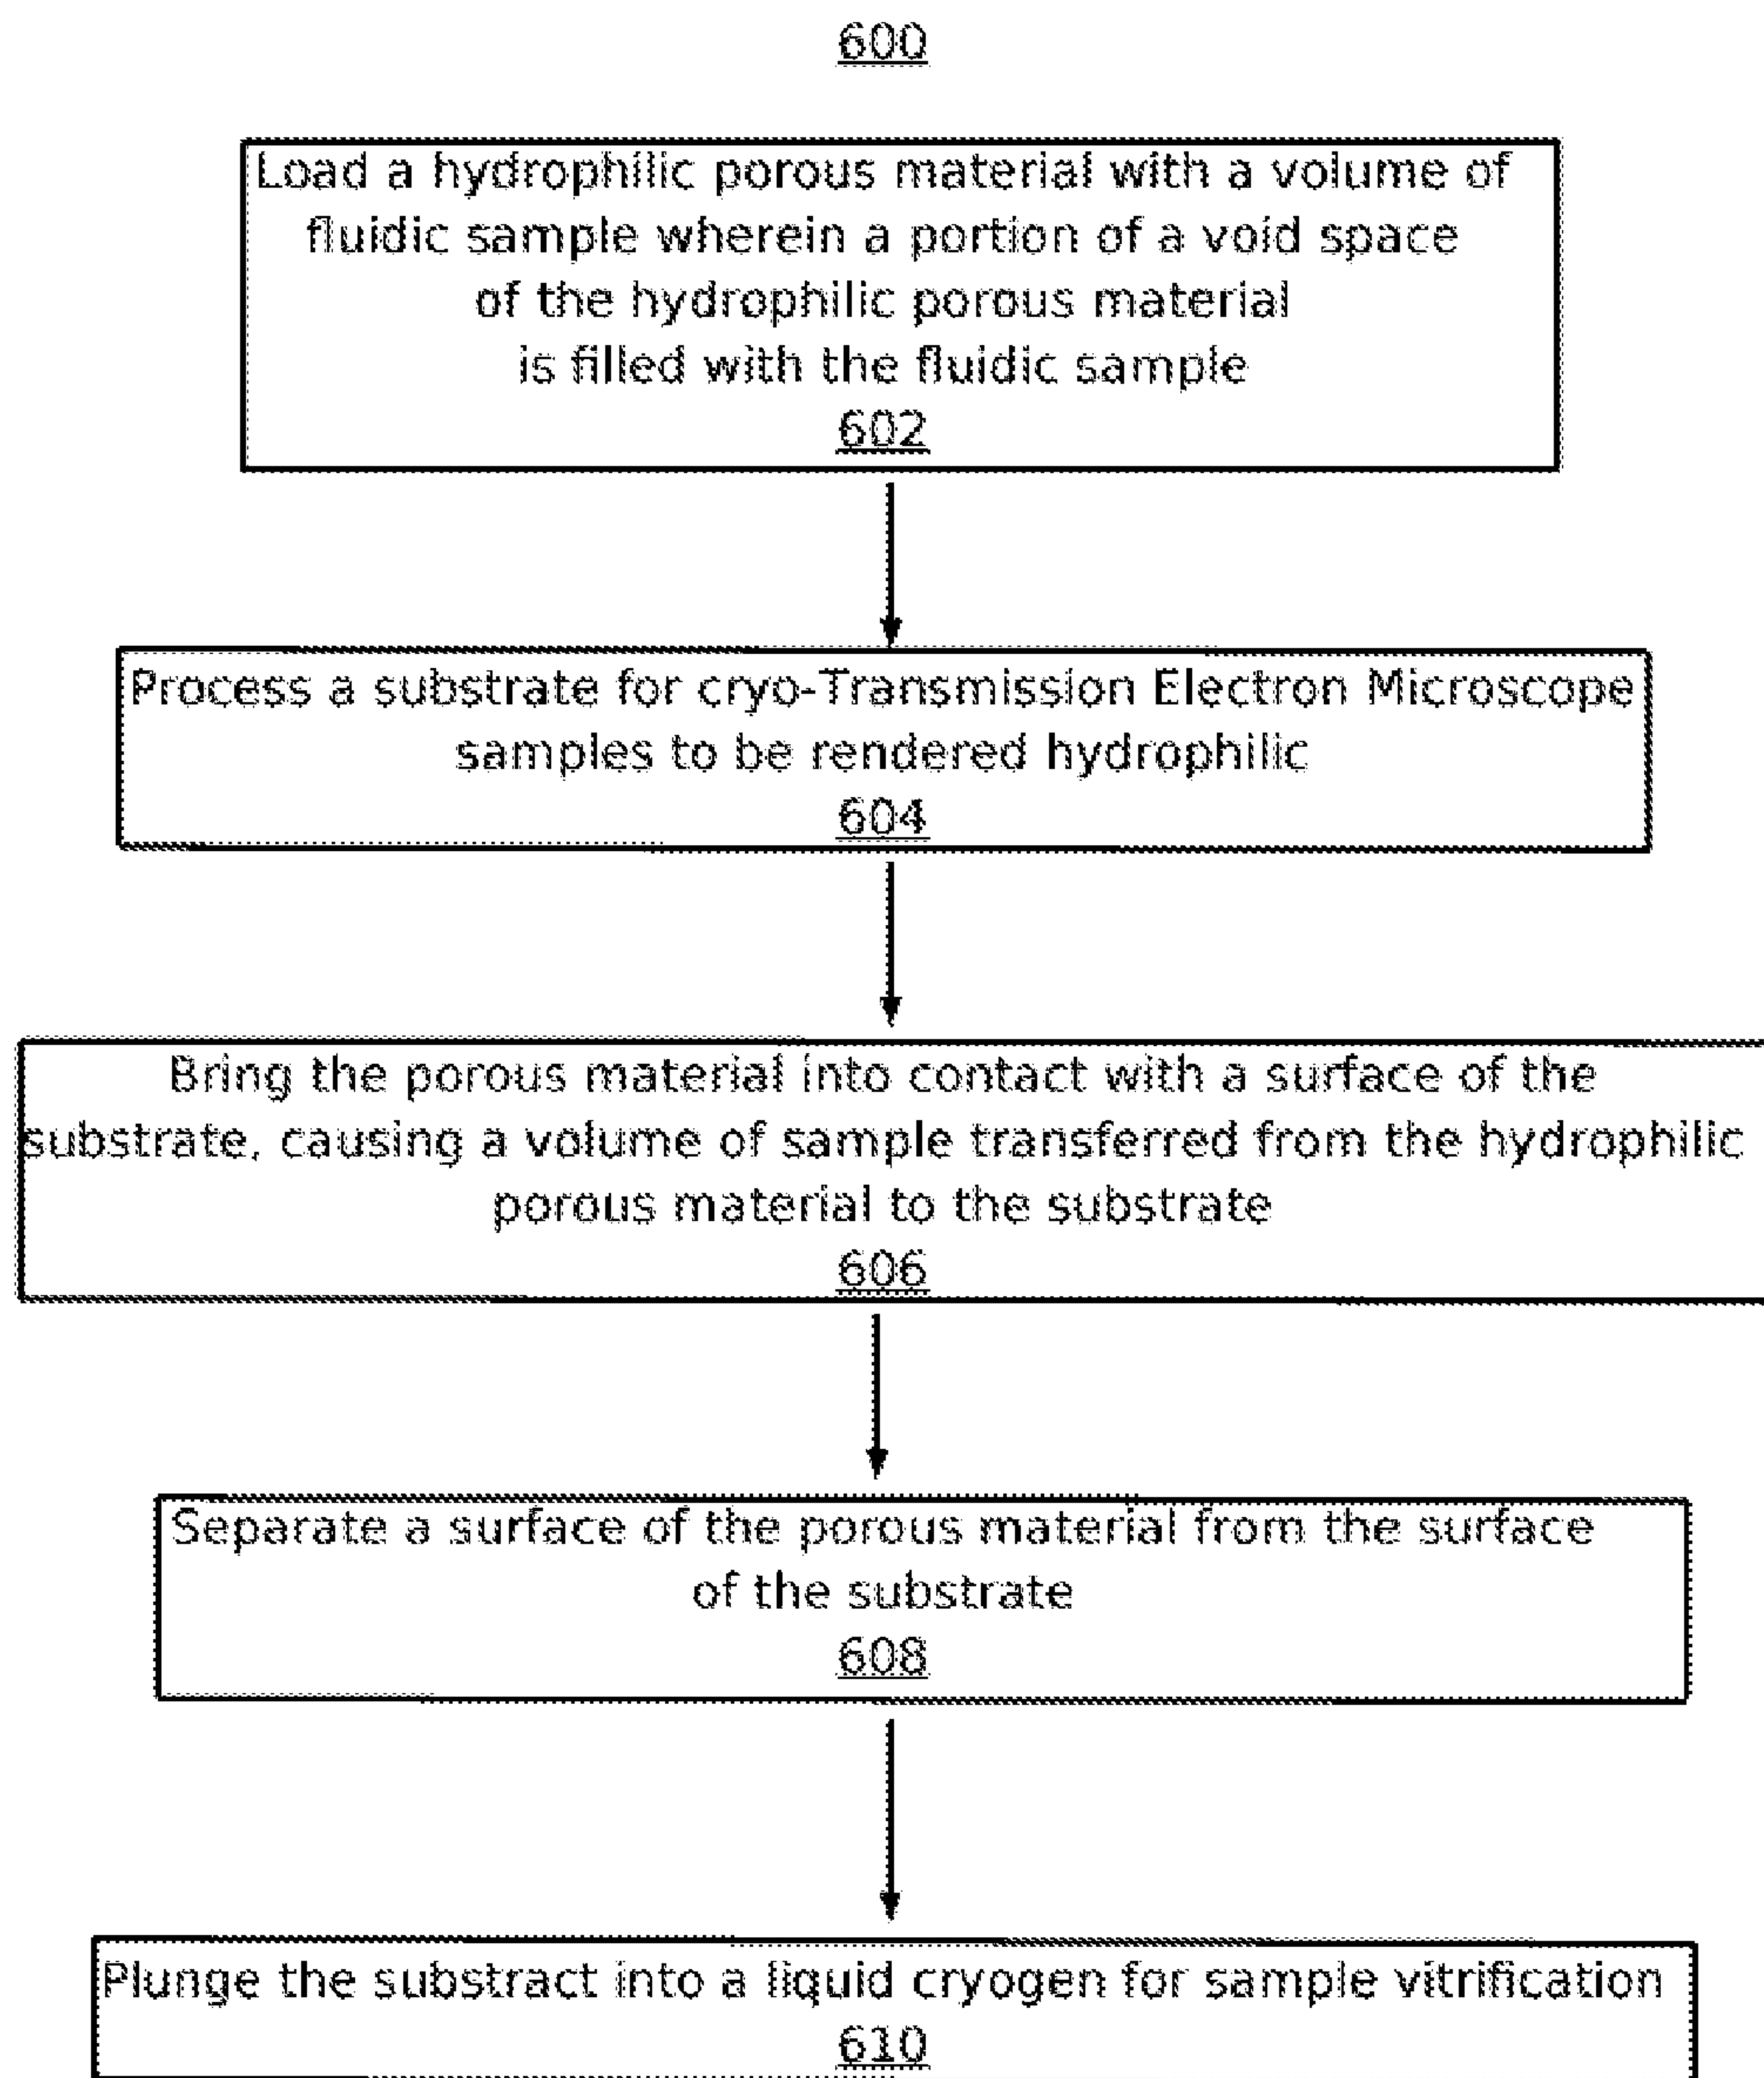 600
Load a hydrophilic porous material with a volume of
fluidic sample wherein a portion of a void space
of the hydrophilic porous material
is filled with the fluidic sample
602
Process a substrate for cryo-Transmission Electron Microscope
samples to be rendered hydrophilic
604
Bring the porous material into contact with a surface of the
substrate, causing a volume of sample transferred from the hydrophilic
porous material to the substrate
606
Separate a surface of the porous material from the surface
of the substrate
608
Plunge the substract into a liquid cryogen for sample vitrification
610